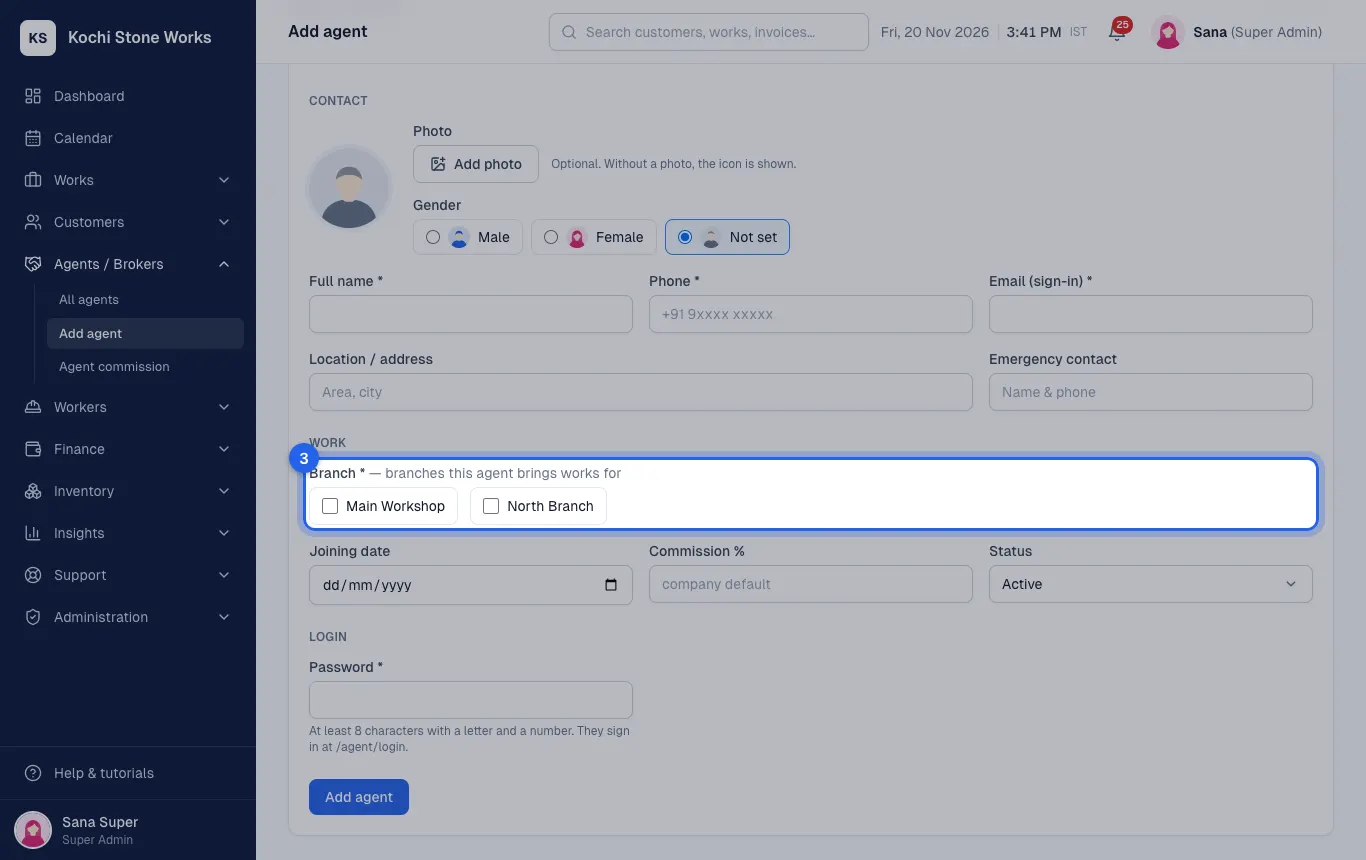 KS
Kochi Stone Works
Dashboard
Calendar
Works
Customers
Agents / Brokers
All agents
Add agent
Agent commission
Workers
Finance
Inventory
Insights
Support
Administration
Help & tutorials
Sana Super
Super Admin
Add agent
Search customers, works, invoices...
Fri, 20 Nov 2026
3:41 PM IST
25
Sana (Super Admin)
CONTACT
Photo
Add photo
Optional. Without a photo, the icon is shown.
Gender
Male
Female
Not set
Full name *
Phone *
Email (sign-in) *
+91 9xxxx xxxxx
Location / address
Emergency contact
Area, city
Name & phone
WORK
3
Branch * — branches this agent brings works for
Main Workshop
North Branch
Joining date
Commission %
Status
dd/mm/yyyy
company default
Active
LOGIN
Password *
At least 8 characters with a letter and a number. They sign
in at /agent/login.
Add agent